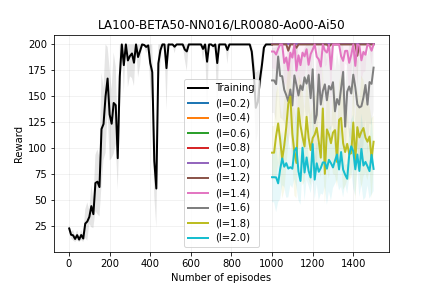 LA100-BETA50-NN016/LR0080-Ao00-Ai50
200
175
150
125
100
75
50
25
Reward
Training
(l=0.2)
(l=0.4)
(l=0.6)
(l=0.8)
(l=1.0)
(l=1.2)
(l=1.4)
(l=1.6)
(l=1.8)
(l=2.0)
0 200 400 600 800 1000 1200 1400
Number of episodes